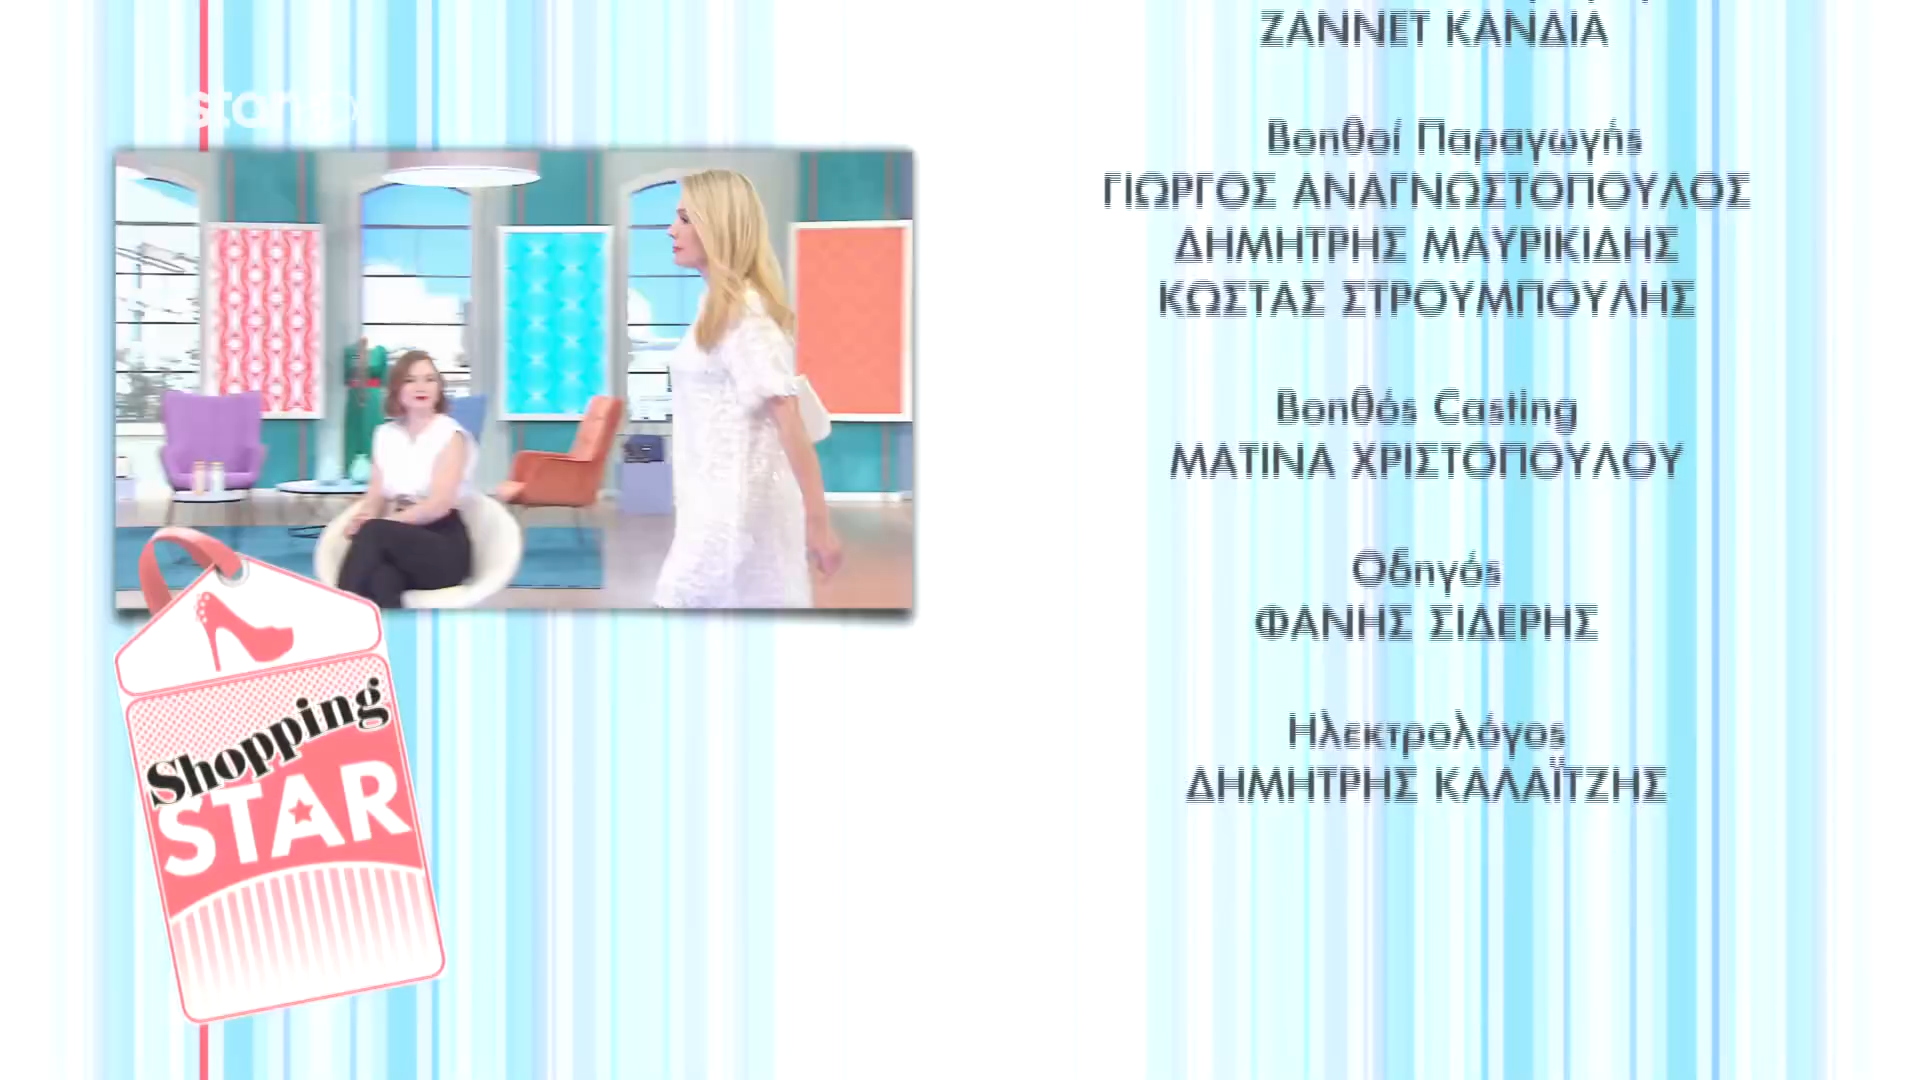 ΖΑΝΝΕΤ ΚΑΝΔΙΑ
Βοηθοί Παραγωγής
ΓΙΩΡΓΟΣ ΑΝΑΓΝΩΣΤΟΠΟΥΛΟΣ
ΔΗΜΗΤΡΗΣ ΜΑΥΡΙΚΙΔΗΣ
ΚΩΣΤΑΣ ΣΤΡΟΥΜΠΟΥΛΗΣ
Βοηθός Casting
ΜΑΤΙΝΑ ΧΡΙΣΤΟΠΟΥΛΟΥ
Οδηγός
ΦΑΝΗΣ ΣΙΔΕΡΗΣ
Ηλεκτρολόγος
ΔΗΜΗΤΡΗΣ ΚΑΛΑΪΤΖΗΣ
Shopping
STAR